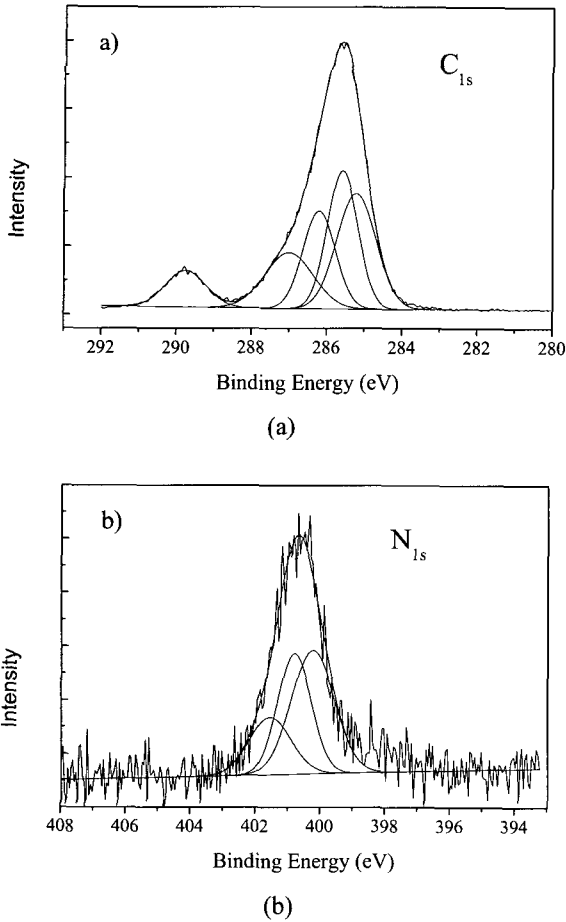 a)
C1s
Intensity
292 290 288 286 284 282 280
Binding Energy (eV)
(a)
b)
N1s
Intensity
408 406 404 402 400 398 396 394
Binding Energy (eV)
(b)